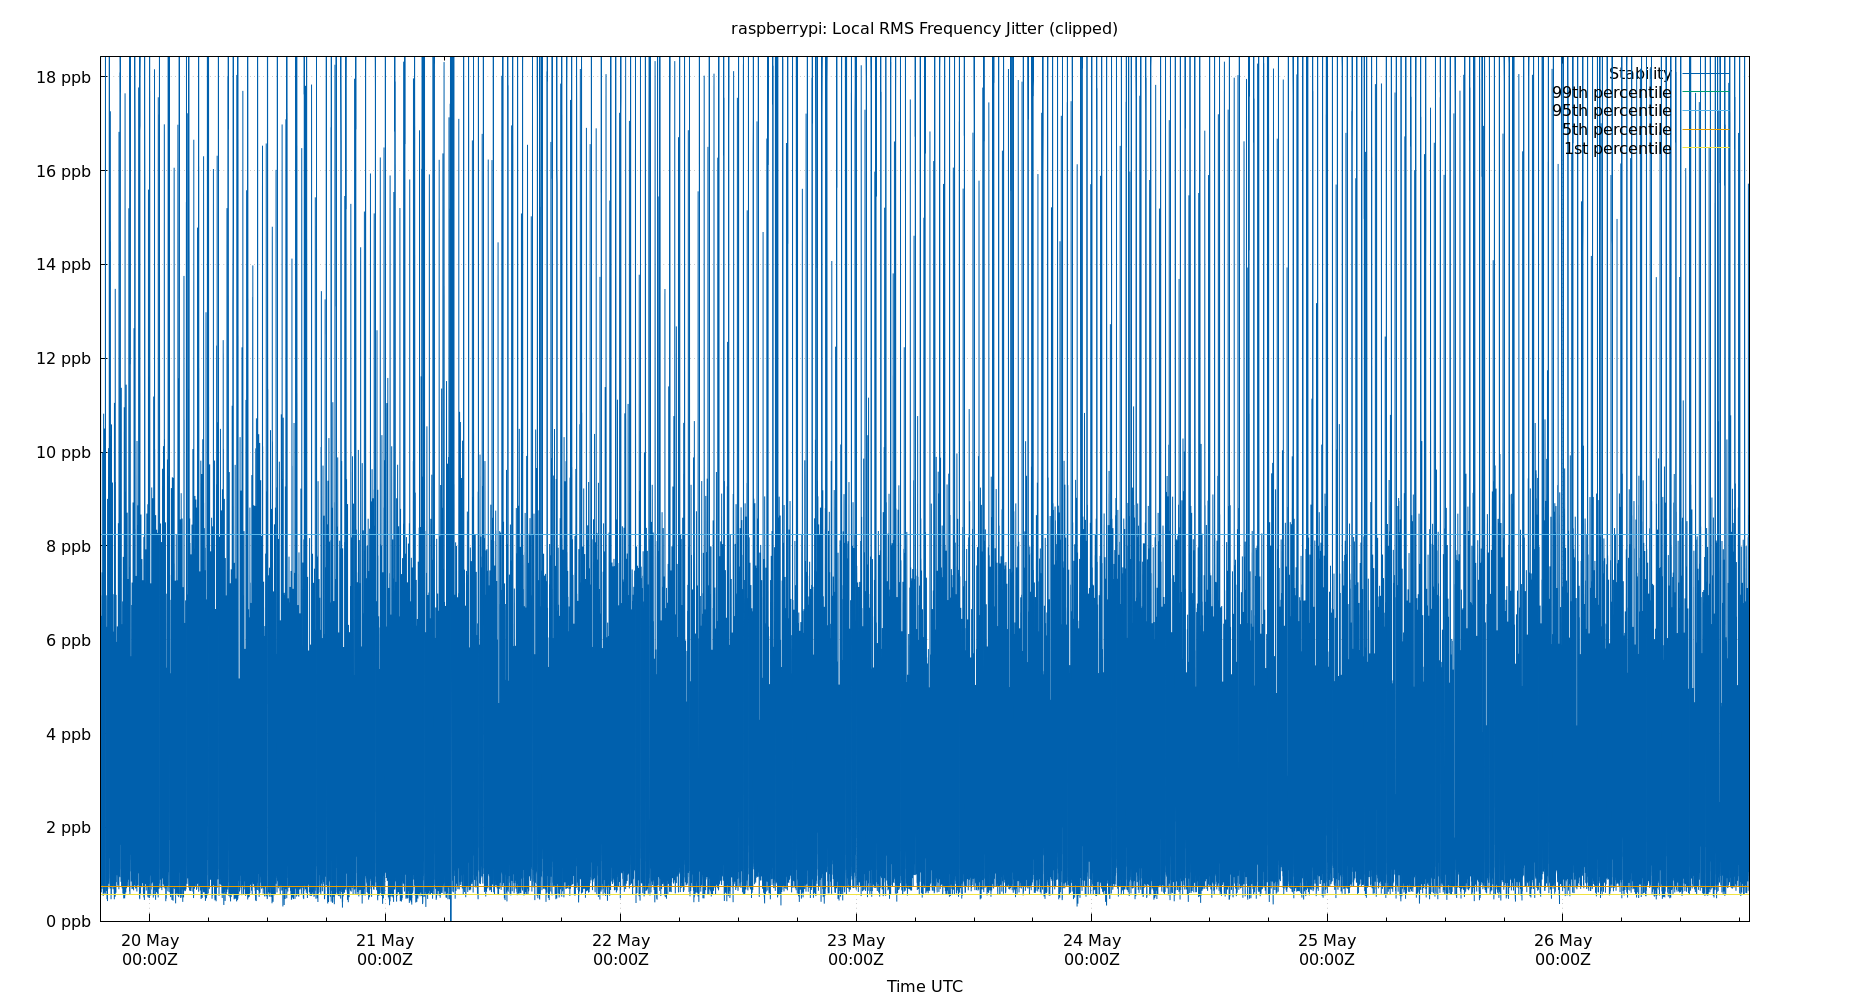 raspberrypi: Local RMS Frequency Jitter (clipped)
18 ppb
16 ppb
14 ppb
12 ppb
10 ppb
8 ppb
6 ppb
4 ppb
2 ppb
0 ppb
Stability
99th percentile
95th percentile
5th percentile
1st percentile
20 May
00:00Z
21 May
00:00Z
22 May
00:00Z
23 May
00:00Z
24 May
00:00Z
25 May
00:00Z
26 May
00:00Z
Time UTC